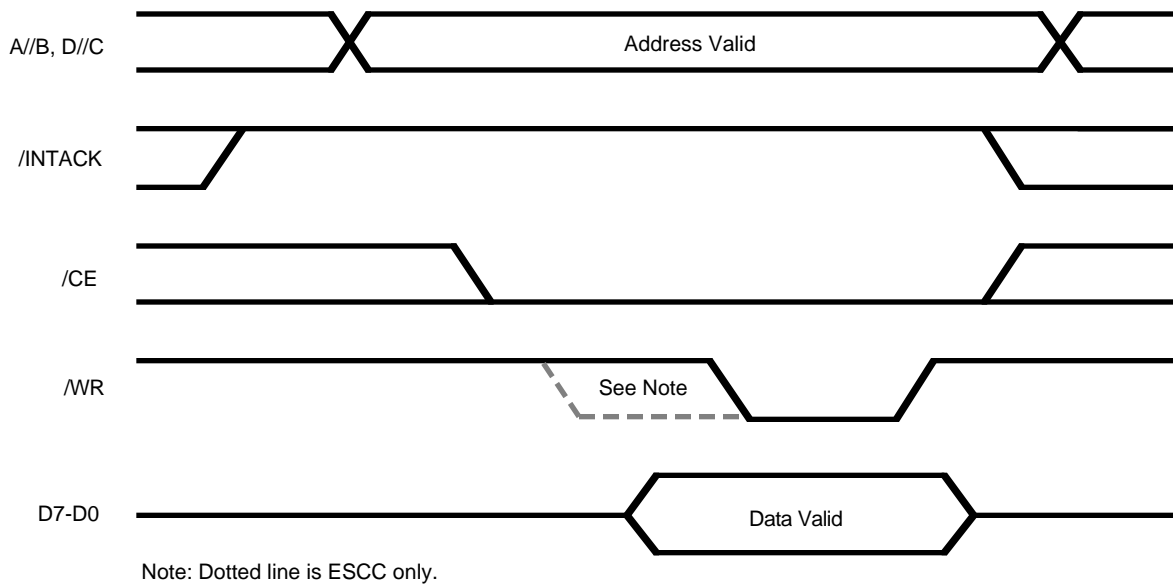 A//B, D//C
Address Valid
/INTACK
/CE
/WR
See Note
D7-D0
Data Valid
Note: Dotted line is ESCC only.